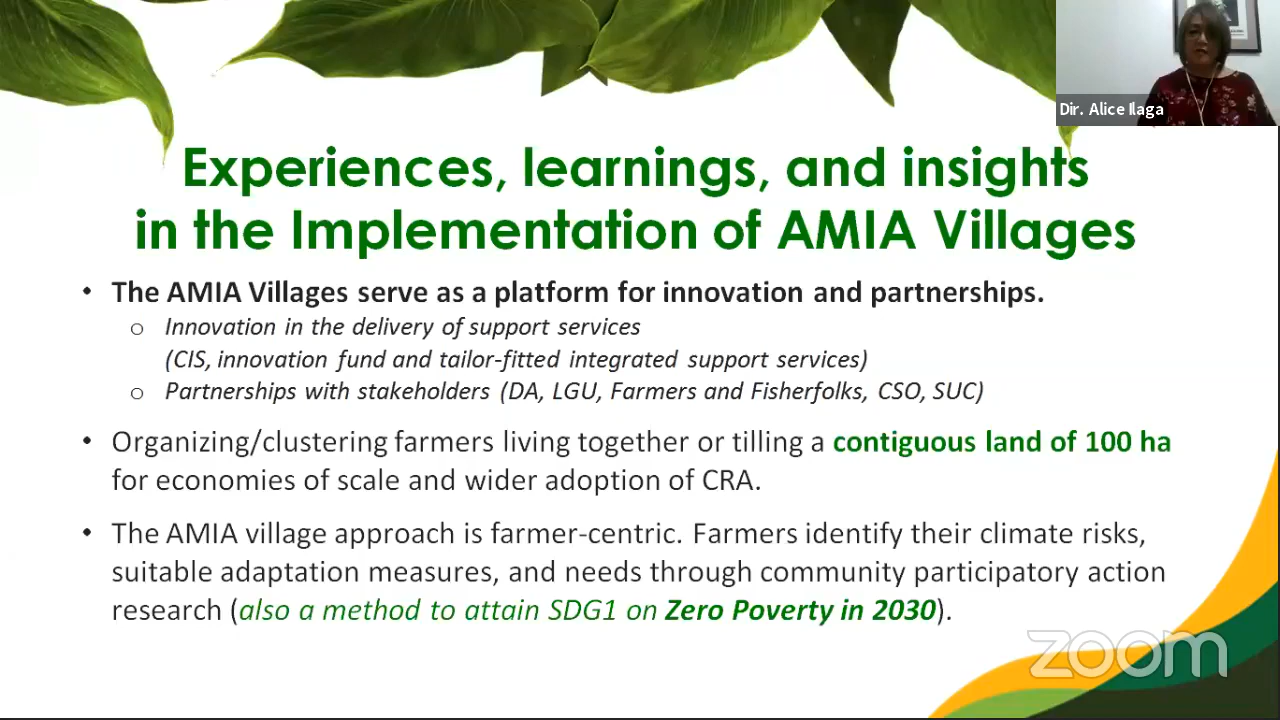 Dir. Alice Ilaga
Experiences, learnings, and insights
in the Implementation of AMIA Villages
• The AMIA Villages serve as a platform for innovation and partnerships.
o Innovation in the delivery of support services
(CIS, innovation fund and tailor-fitted integrated support services)
o Partnerships with stakeholders (DA, LGU, Farmers and Fisherfolks, CSO, SUC)
• Organizing/clustering farmers living together or tilling a contiguous land of 100 ha
for economies of scale and wider adoption of CRA.
• The AMIA village approach is farmer-centric. Farmers identify their climate risks,
suitable adaptation measures, and needs through community participatory action
research (also a method to attain SDG1 on Zero Poverty in 2030).
zoom